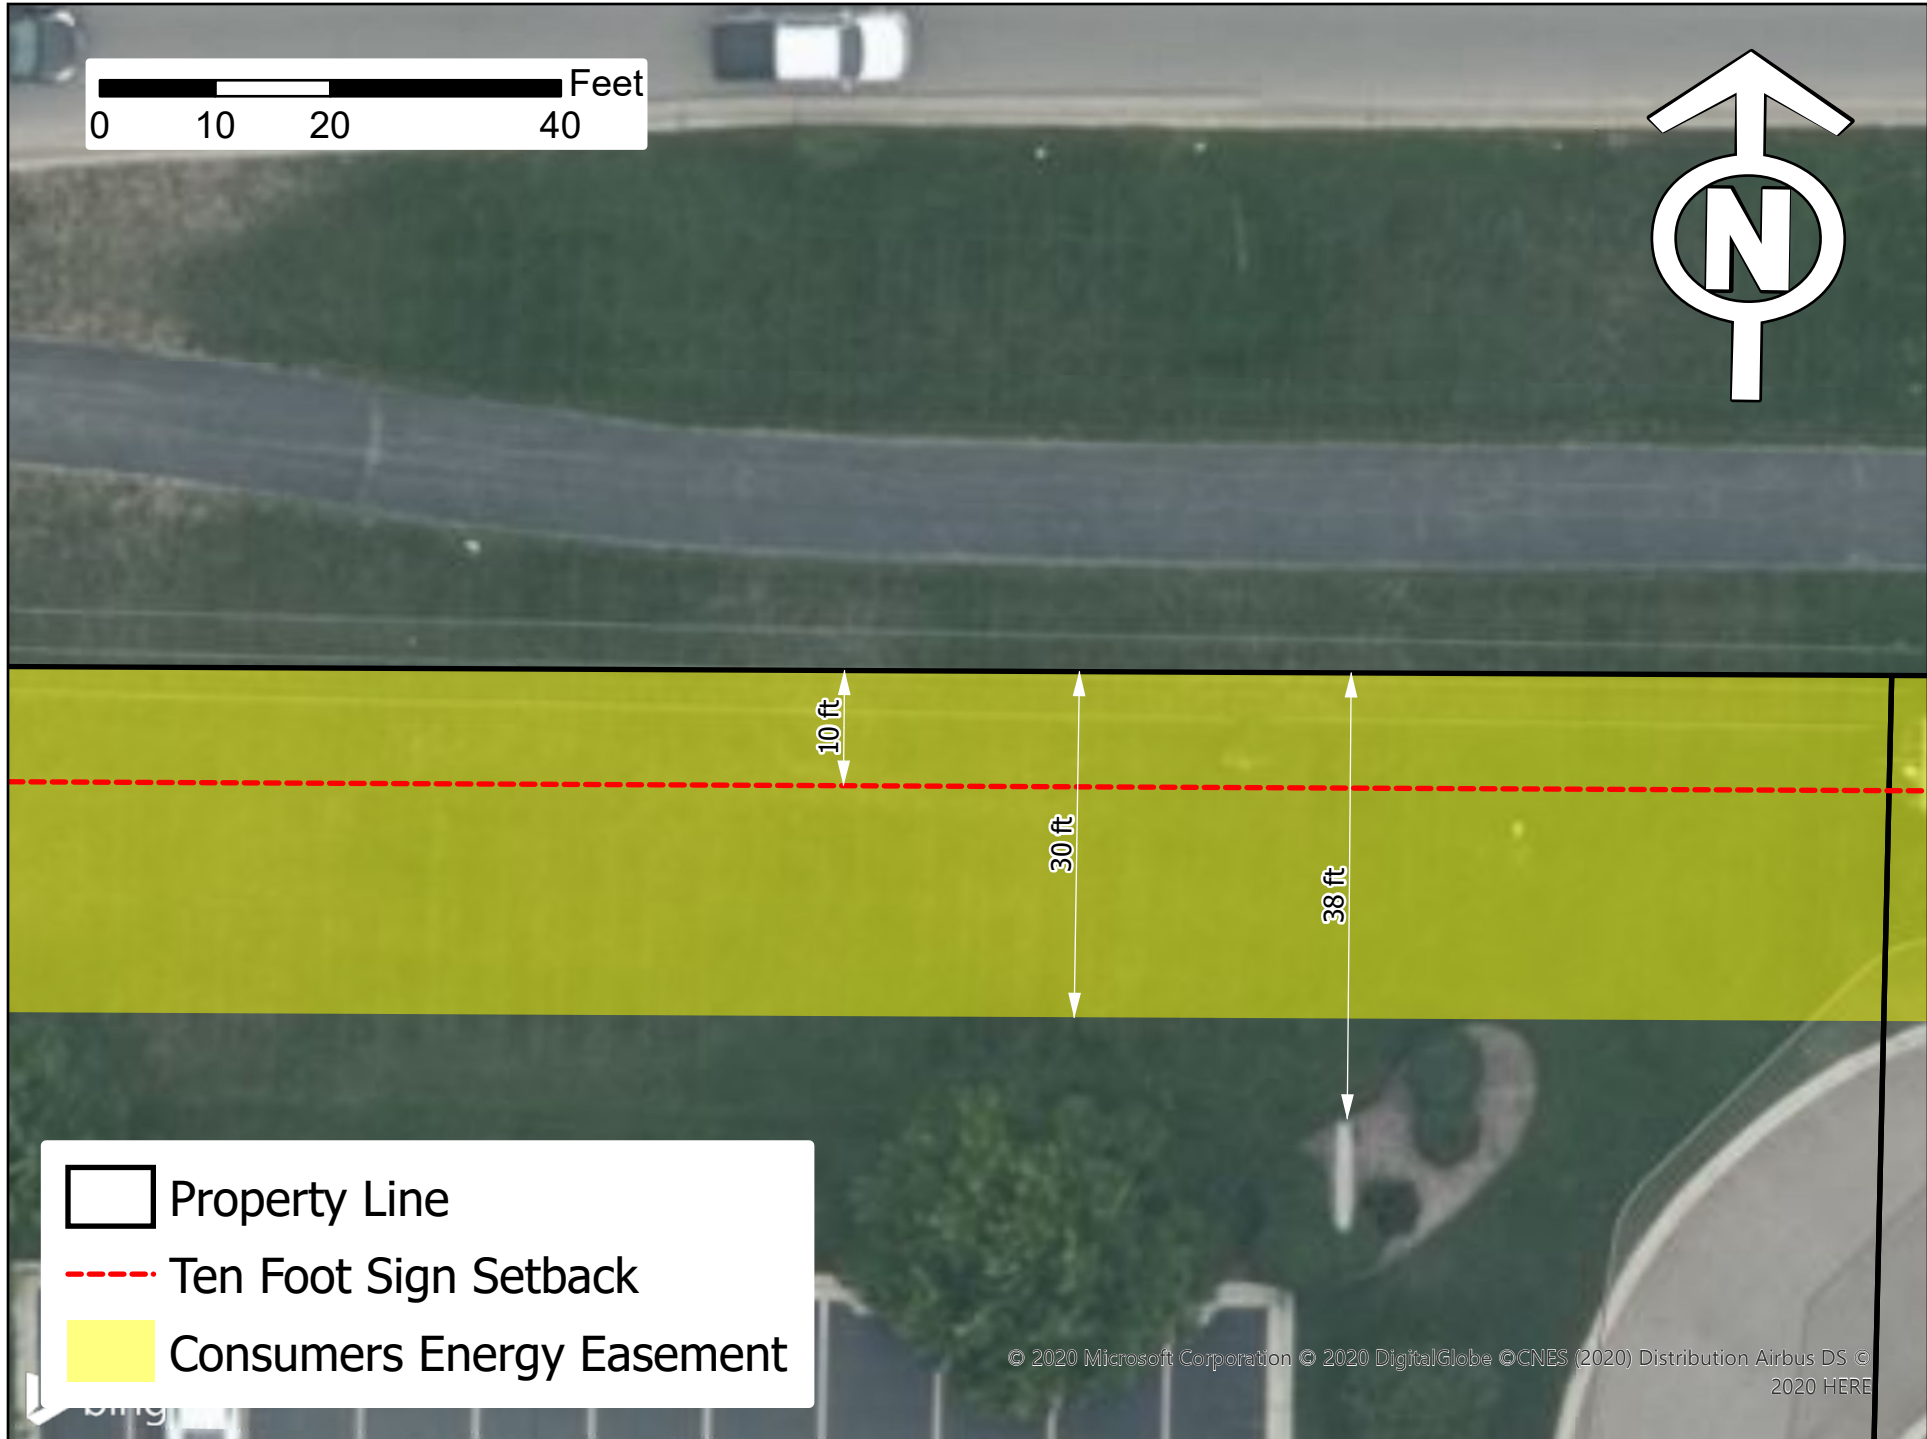 Feet
0 10 20 40
N
10 ft
30 ft
38 ft
Property Line
Ten Foot Sign Setback
Consumers Energy Easement
bing
© 2020 Microsoft Corporation © 2020 DigitalGlobe ©CNES (2020) Distribution Airbus DS ©
2020 HERE